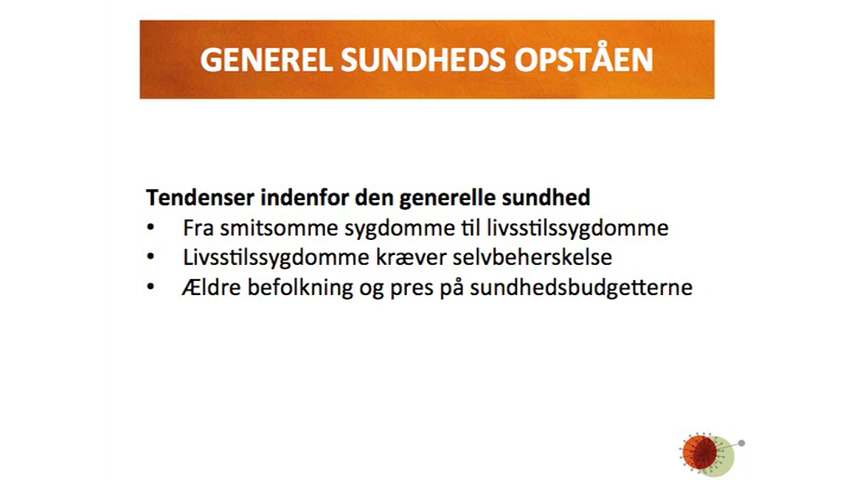 GENEREL SUNDHEDS OPSTÅEN
Tendenser indenfor den generelle sundhed
• Fra smitsomme sygdomme til livsstilssygdomme
• Livsstilssygdomme kræver selvbeherskelse
• Ældre befolkning og pres på sundhedsbudgetterne